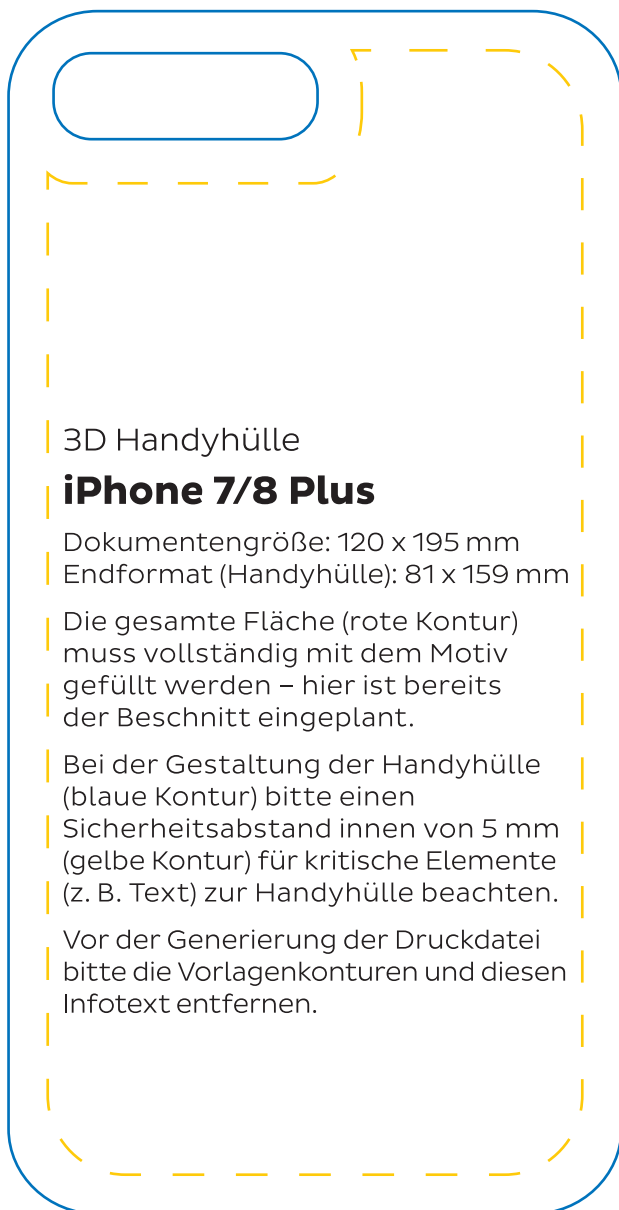 3D Handyhülle
iPhone 7/8 Plus
Dokumentengröße: 120 x 195 mm
Endformat (Handyhülle): 81 x 159 mm
Die gesamte Fläche (rote Kontur)
muss vollständig mit dem Motiv
gefüllt werden – hier ist bereits
der Beschnitt eingeplant.
Bei der Gestaltung der Handyhülle
(blaue Kontur) bitte einen
Sicherheitsabstand innen von 5 mm
(gelbe Kontur) für kritische Elemente
(z. B. Text) zur Handyhülle beachten.
Vor der Generierung der Druckdatei
bitte die Vorlagenkonturen und diesen
Infotext entfernen.